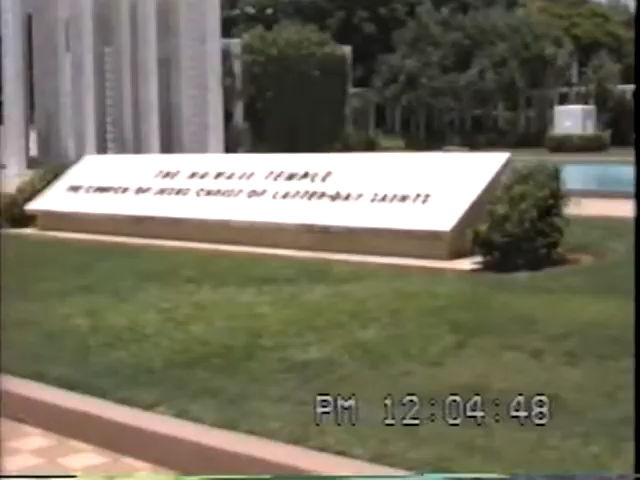 THE HAWAII TEMPLE
THE CHURCH OF JESUS CHRIST OF LATTER-DAY SAINTS
PM 12:04:48